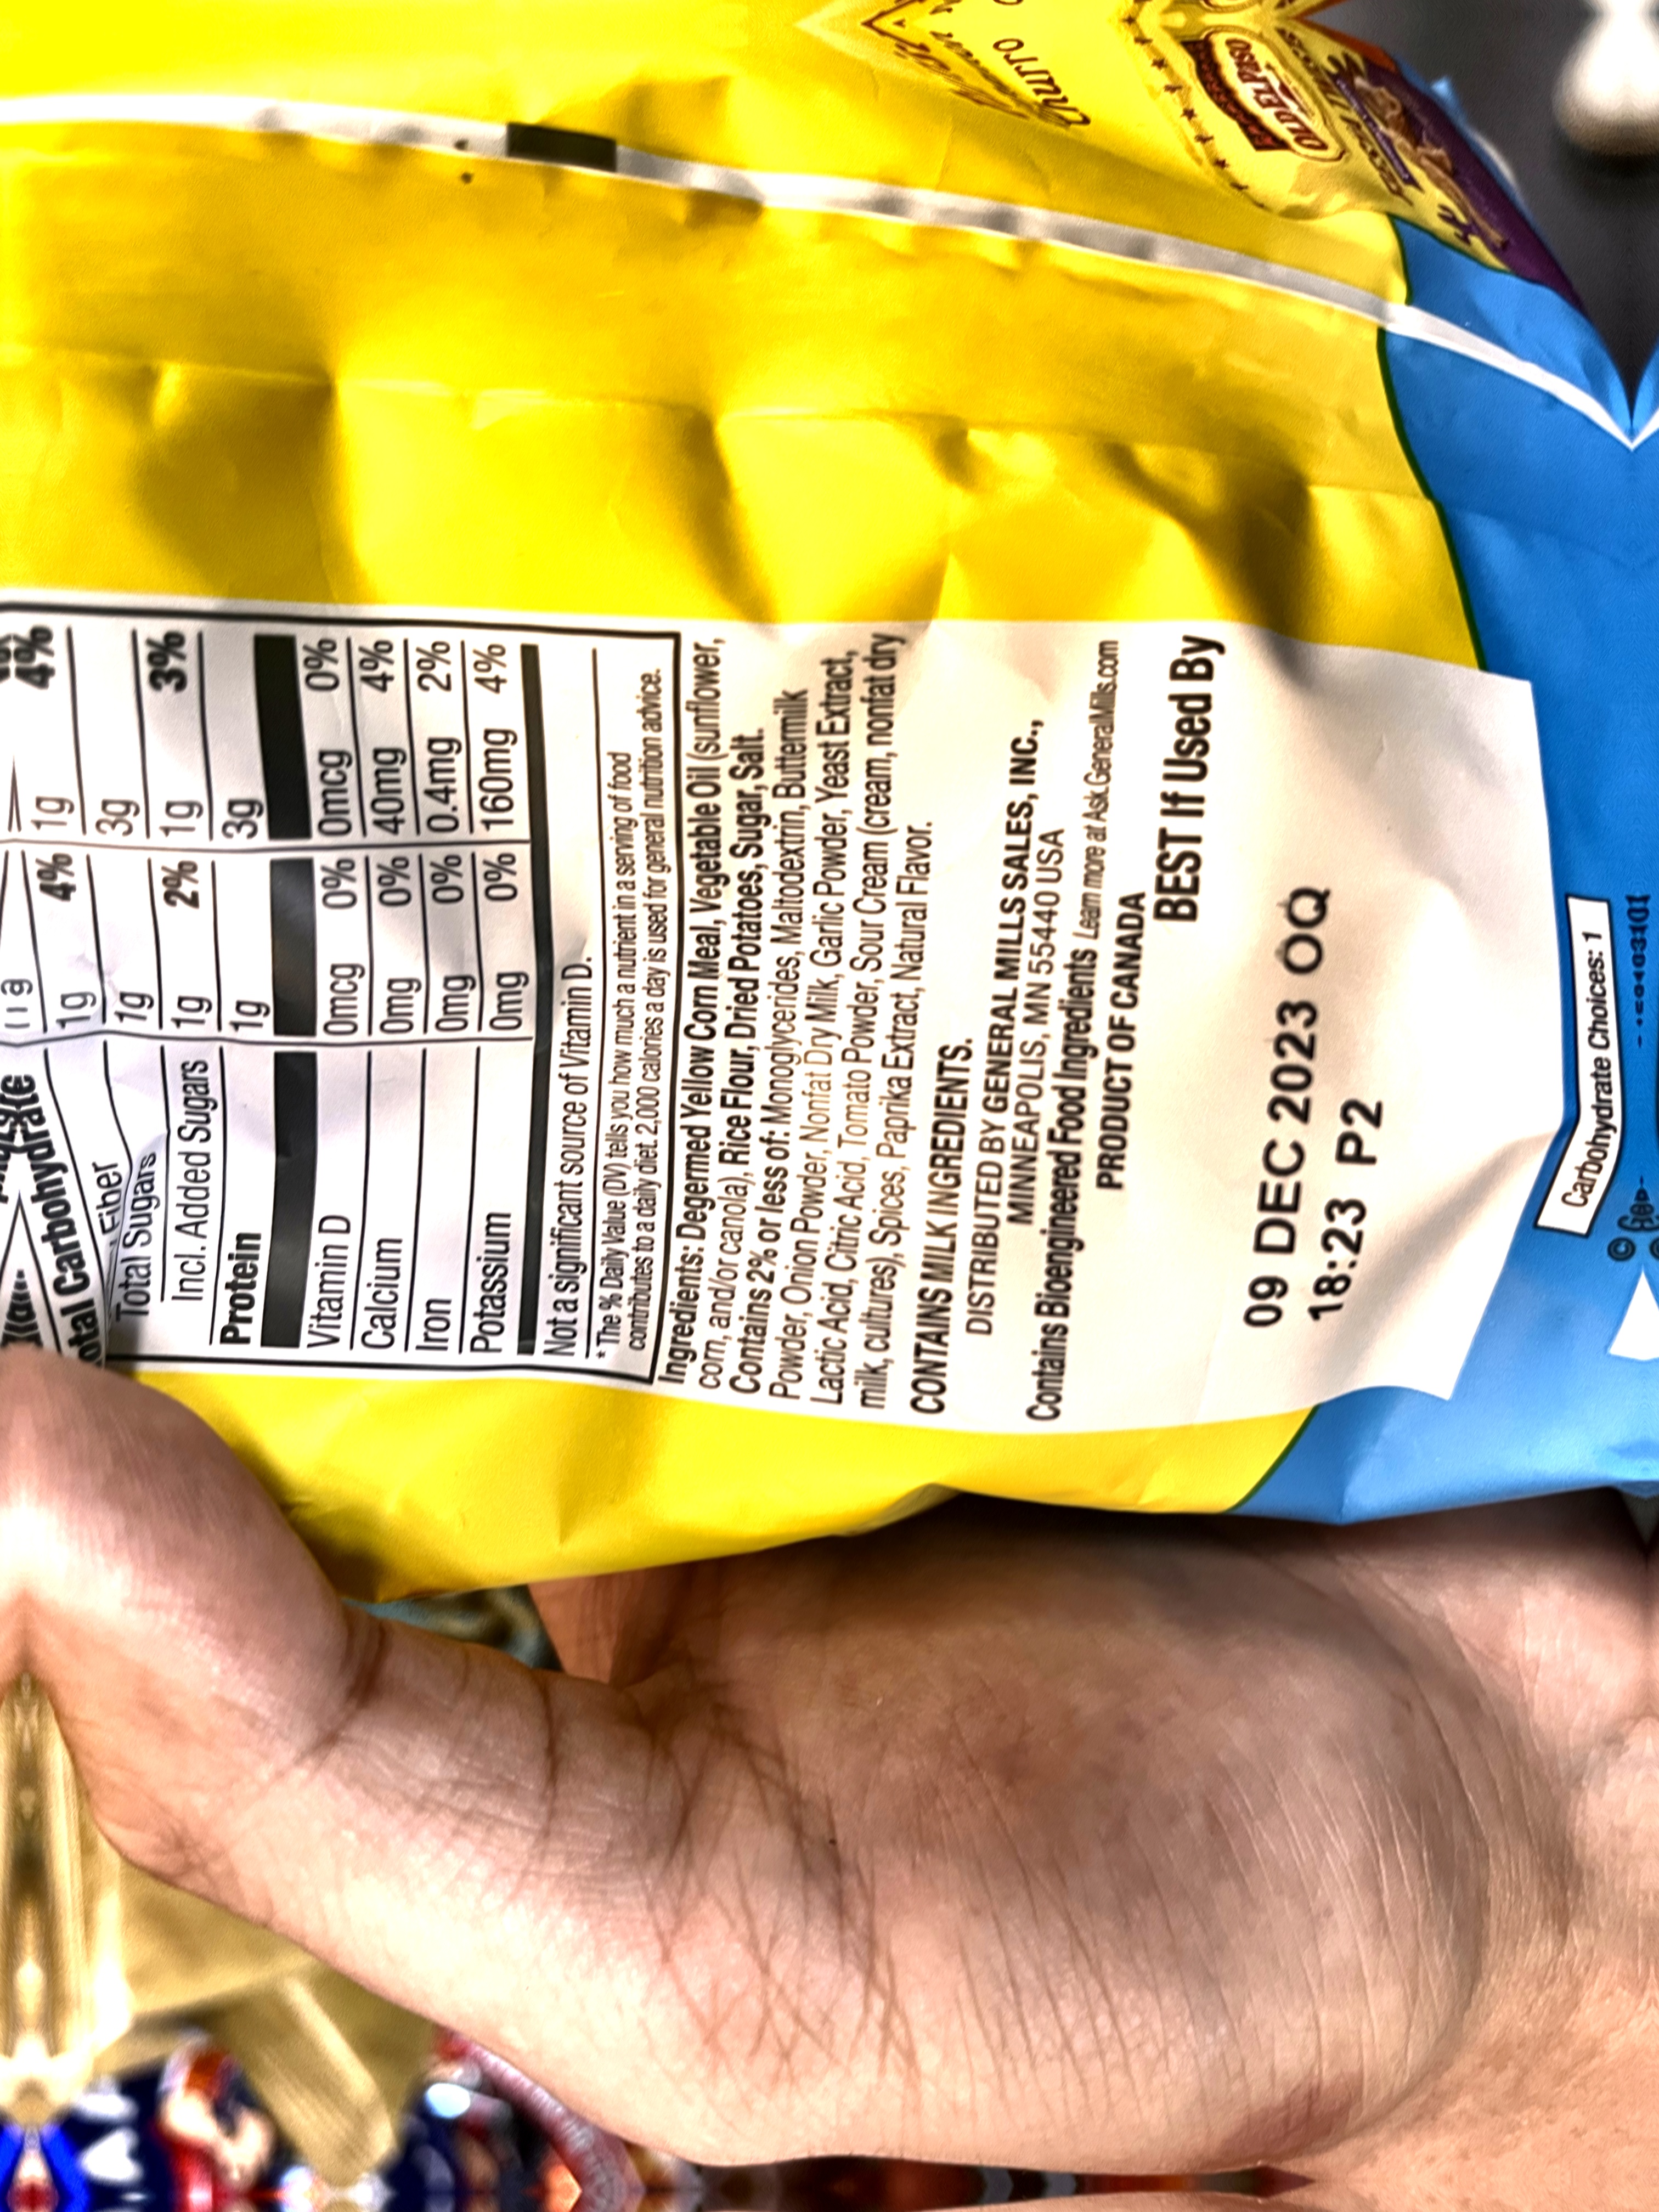 OLD EL PASO
4%
1g 4% 1g
Total Carbohydrate
Fiber
1g 3g
Total Sugars
Incl. Added Sugars 1g 2% 1g 3%
Protein 1g 3g
Vitamin D 0mcg 0% 0mcg 0%
Calcium 0mg 0% 40mg 4%
Iron 0mg 0% 0.4mg 2%
Potassium 0mg 0% 160mg 4%
Not a significant source of Vitamin D.
* The % Daily Value (DV) tells you how much a nutrient in a serving of food
contributes to a daily diet. 2,000 calories a day is used for general nutrition advice.
Ingredients: Degermed Yellow Corn Meal, Vegetable Oil (sunflower,
corn, and/or canola), Rice Flour, Dried Potatoes, Sugar, Salt.
Contains 2% or less of: Monoglycerides, Maltodextrin, Buttermilk
Powder, Onion Powder, Nonfat Dry Milk, Garlic Powder, Yeast Extract,
Lactic Acid, Citric Acid, Tomato Powder, Sour Cream (cream, nonfat dry
milk, cultures), Spices, Paprika Extract, Natural Flavor.
CONTAINS MILK INGREDIENTS.
DISTRIBUTED BY GENERAL MILLS SALES, INC.,
MINNEAPOLIS, MN 55440 USA
Contains Bioengineered Food Ingredients Learn more at Ask.GeneralMills.com
PRODUCT OF CANADA
BEST If Used By
09 DEC 2023 OQ
18:23 P2
Carbohydrate Choices: 1